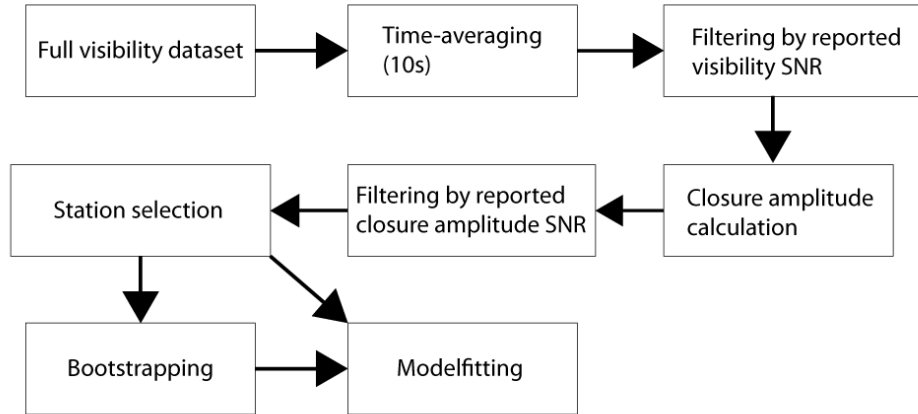 Full visibility dataset
Time-averaging
(10s)
Filtering by reported
visibility SNR
Closure amplitude
calculation
Filtering by reported
closure amplitude SNR
Station selection
Bootstrapping
Modelfitting